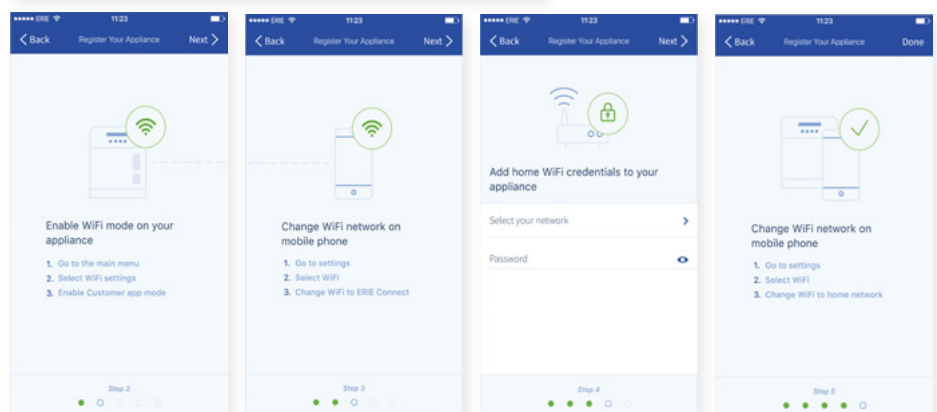 ERIE 11:23
Back Register Your Appliance Next
Enable WiFi mode on your
appliance
1. Go to the main menu
2. Select WiFi settings
3. Enable Customer app mode
Step 2
ERIE 11:23
Back Register Your Appliance Next
Change WiFi network on
mobile phone
1. Go to settings
2. Select WiFi
3. Change WiFi to ERIE Connect
Step 3
ERIE 11:23
Back Register Your Appliance Next
Add home WiFi credentials to your
appliance
Select your network
Password
Step 4
ERIE 11:23
Back Register Your Appliance Done
Change WiFi network on
mobile phone
1. Go to settings
2. Select WiFi
3. Change WiFi to home network
Step 5